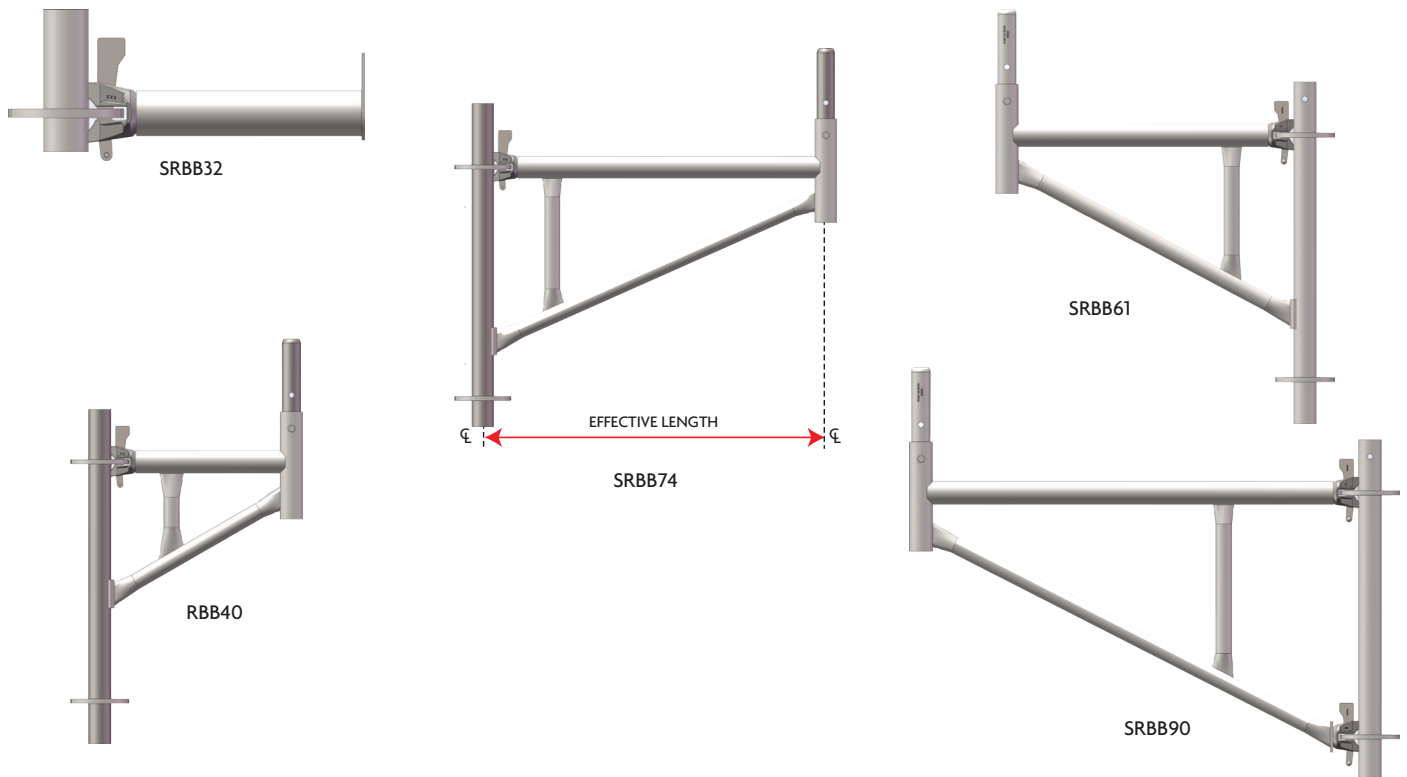 SRBB32
SRBB61
℄ EFFECTIVE LENGTH ℄
SRBB74
RBB40
SRBB90